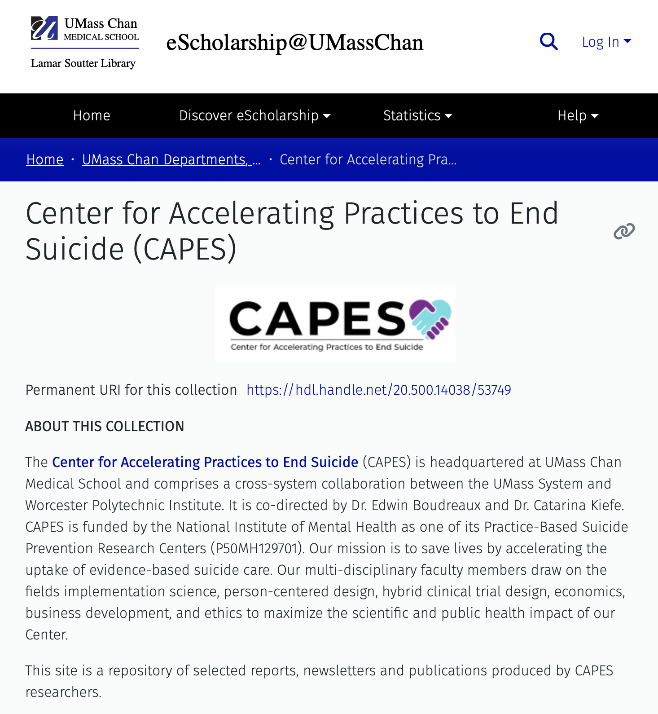 UMass Chan
MEDICAL SCHOOL
Lamar Soutter Library
eScholarship@UMassChan
Log In
Home
Discover eScholarship
Statistics
Help
Home · UMass Chan Departments, ... · Center for Accelerating Pra...
Center for Accelerating Practices to End
Suicide (CAPES)
CAPES
Center for Accelerating Practices to End Suicide
Permanent URI for this collection https://hdl.handle.net/20.500.14038/53749
ABOUT THIS COLLECTION
The Center for Accelerating Practices to End Suicide (CAPES) is headquartered at UMass Chan
Medical School and comprises a cross-system collaboration between the UMass System and
Worcester Polytechnic Institute. It is co-directed by Dr. Edwin Boudreaux and Dr. Catarina Kiefe.
CAPES is funded by the National Institute of Mental Health as one of its Practice-Based Suicide
Prevention Research Centers (P50MH129701). Our mission is to save lives by accelerating the
uptake of evidence-based suicide care. Our multi-disciplinary faculty members draw on the
fields implementation science, person-centered design, hybrid clinical trial design, economics,
business development, and ethics to maximize the scientific and public health impact of our
Center.
This site is a repository of selected reports, newsletters and publications produced by CAPES
researchers.